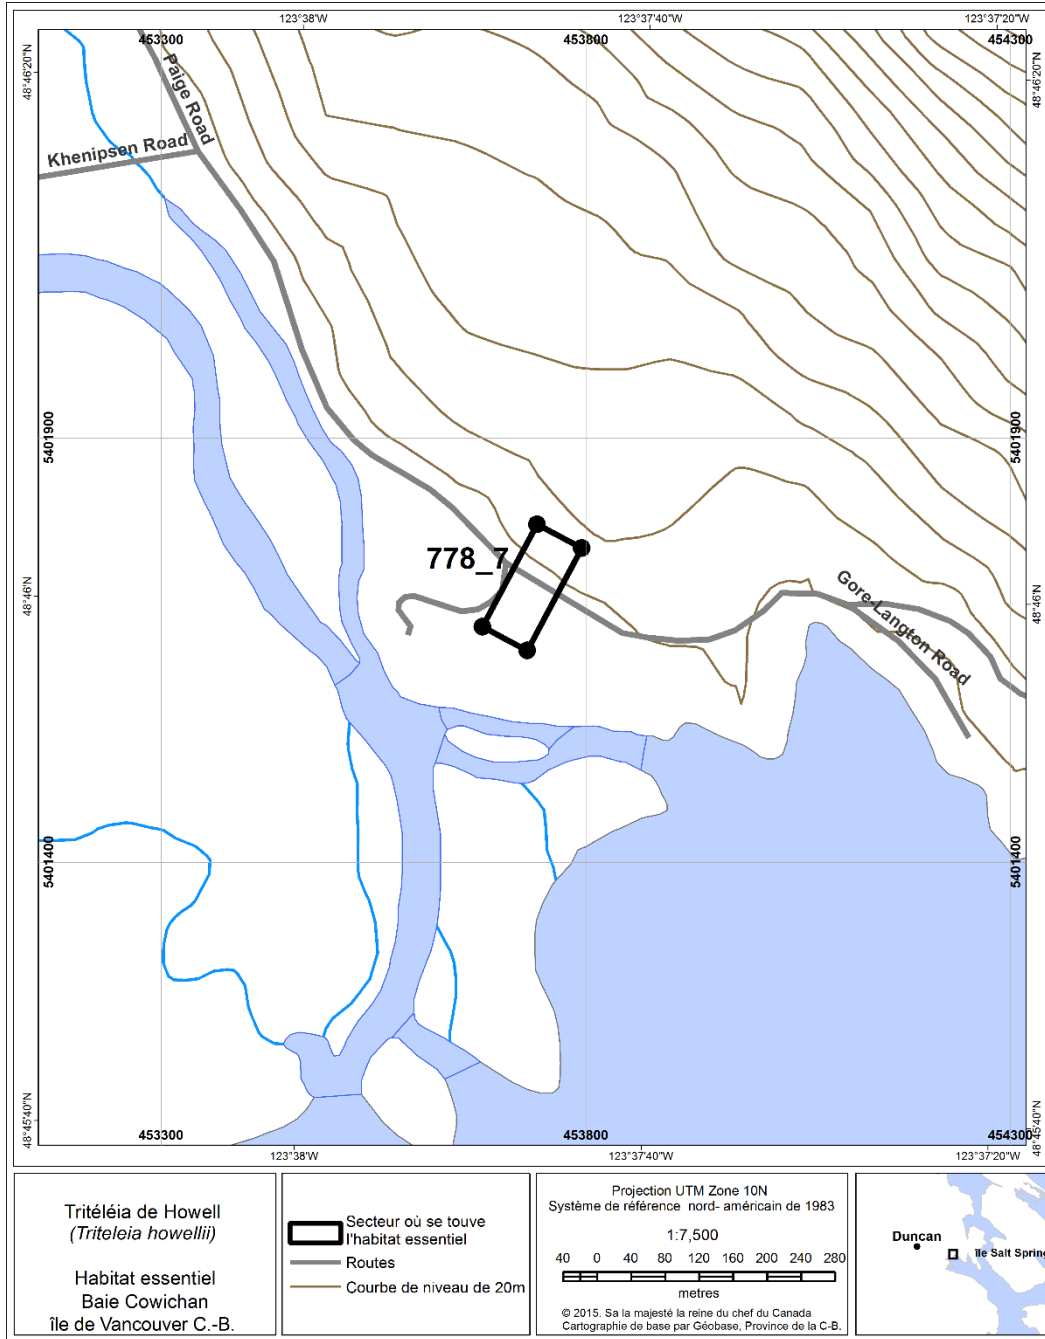 123°38'W
123°37'40"W
123°37'20"W
453300
453800
454300
48°46'20"N
48°46'20"N
Paige Road
Khenipsen Road
5401900
5401900
778_7
48°46'N
48°46'N
Gore-Langton Road
5401400
5401400
48°45'40"N
48°45'40"N
453300
453800
454300
123°38'W
123°37'40"W
123°37'20"W
Tritéléia de Howell
(Triteleia howellii)
Habitat essentiel
Baie Cowichan
île de Vancouver C.-B.
Secteur où se touve
l'habitat essentiel
Routes
Courbe de niveau de 20m
Projection UTM Zone 10N
Système de référence nord- américain de 1983
1:7,500
40 0 40 80 120 160 200 240 280
metres
© 2015. Sa la majesté la reine du chef du Canada
Cartographie de base par Géobase, Province de la C-B.
Duncan
île Salt Spring